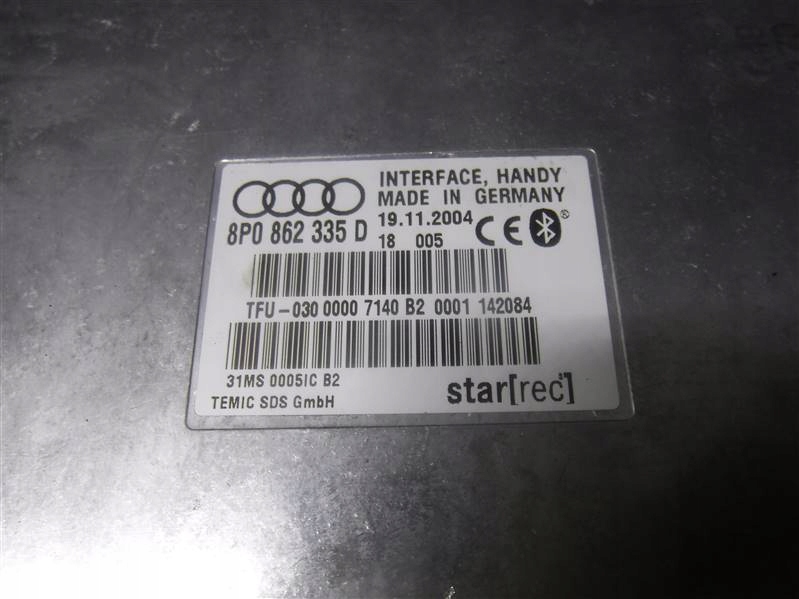 INTERFACE, HANDY
MADE IN GERMANY
8P0 862 335 D
19.11.2004
18 005
CE
TFU-030 0000 7140 B2 0001 142084
31MS 0005IC B2
TEMIC SDS GmbH
star[rec]